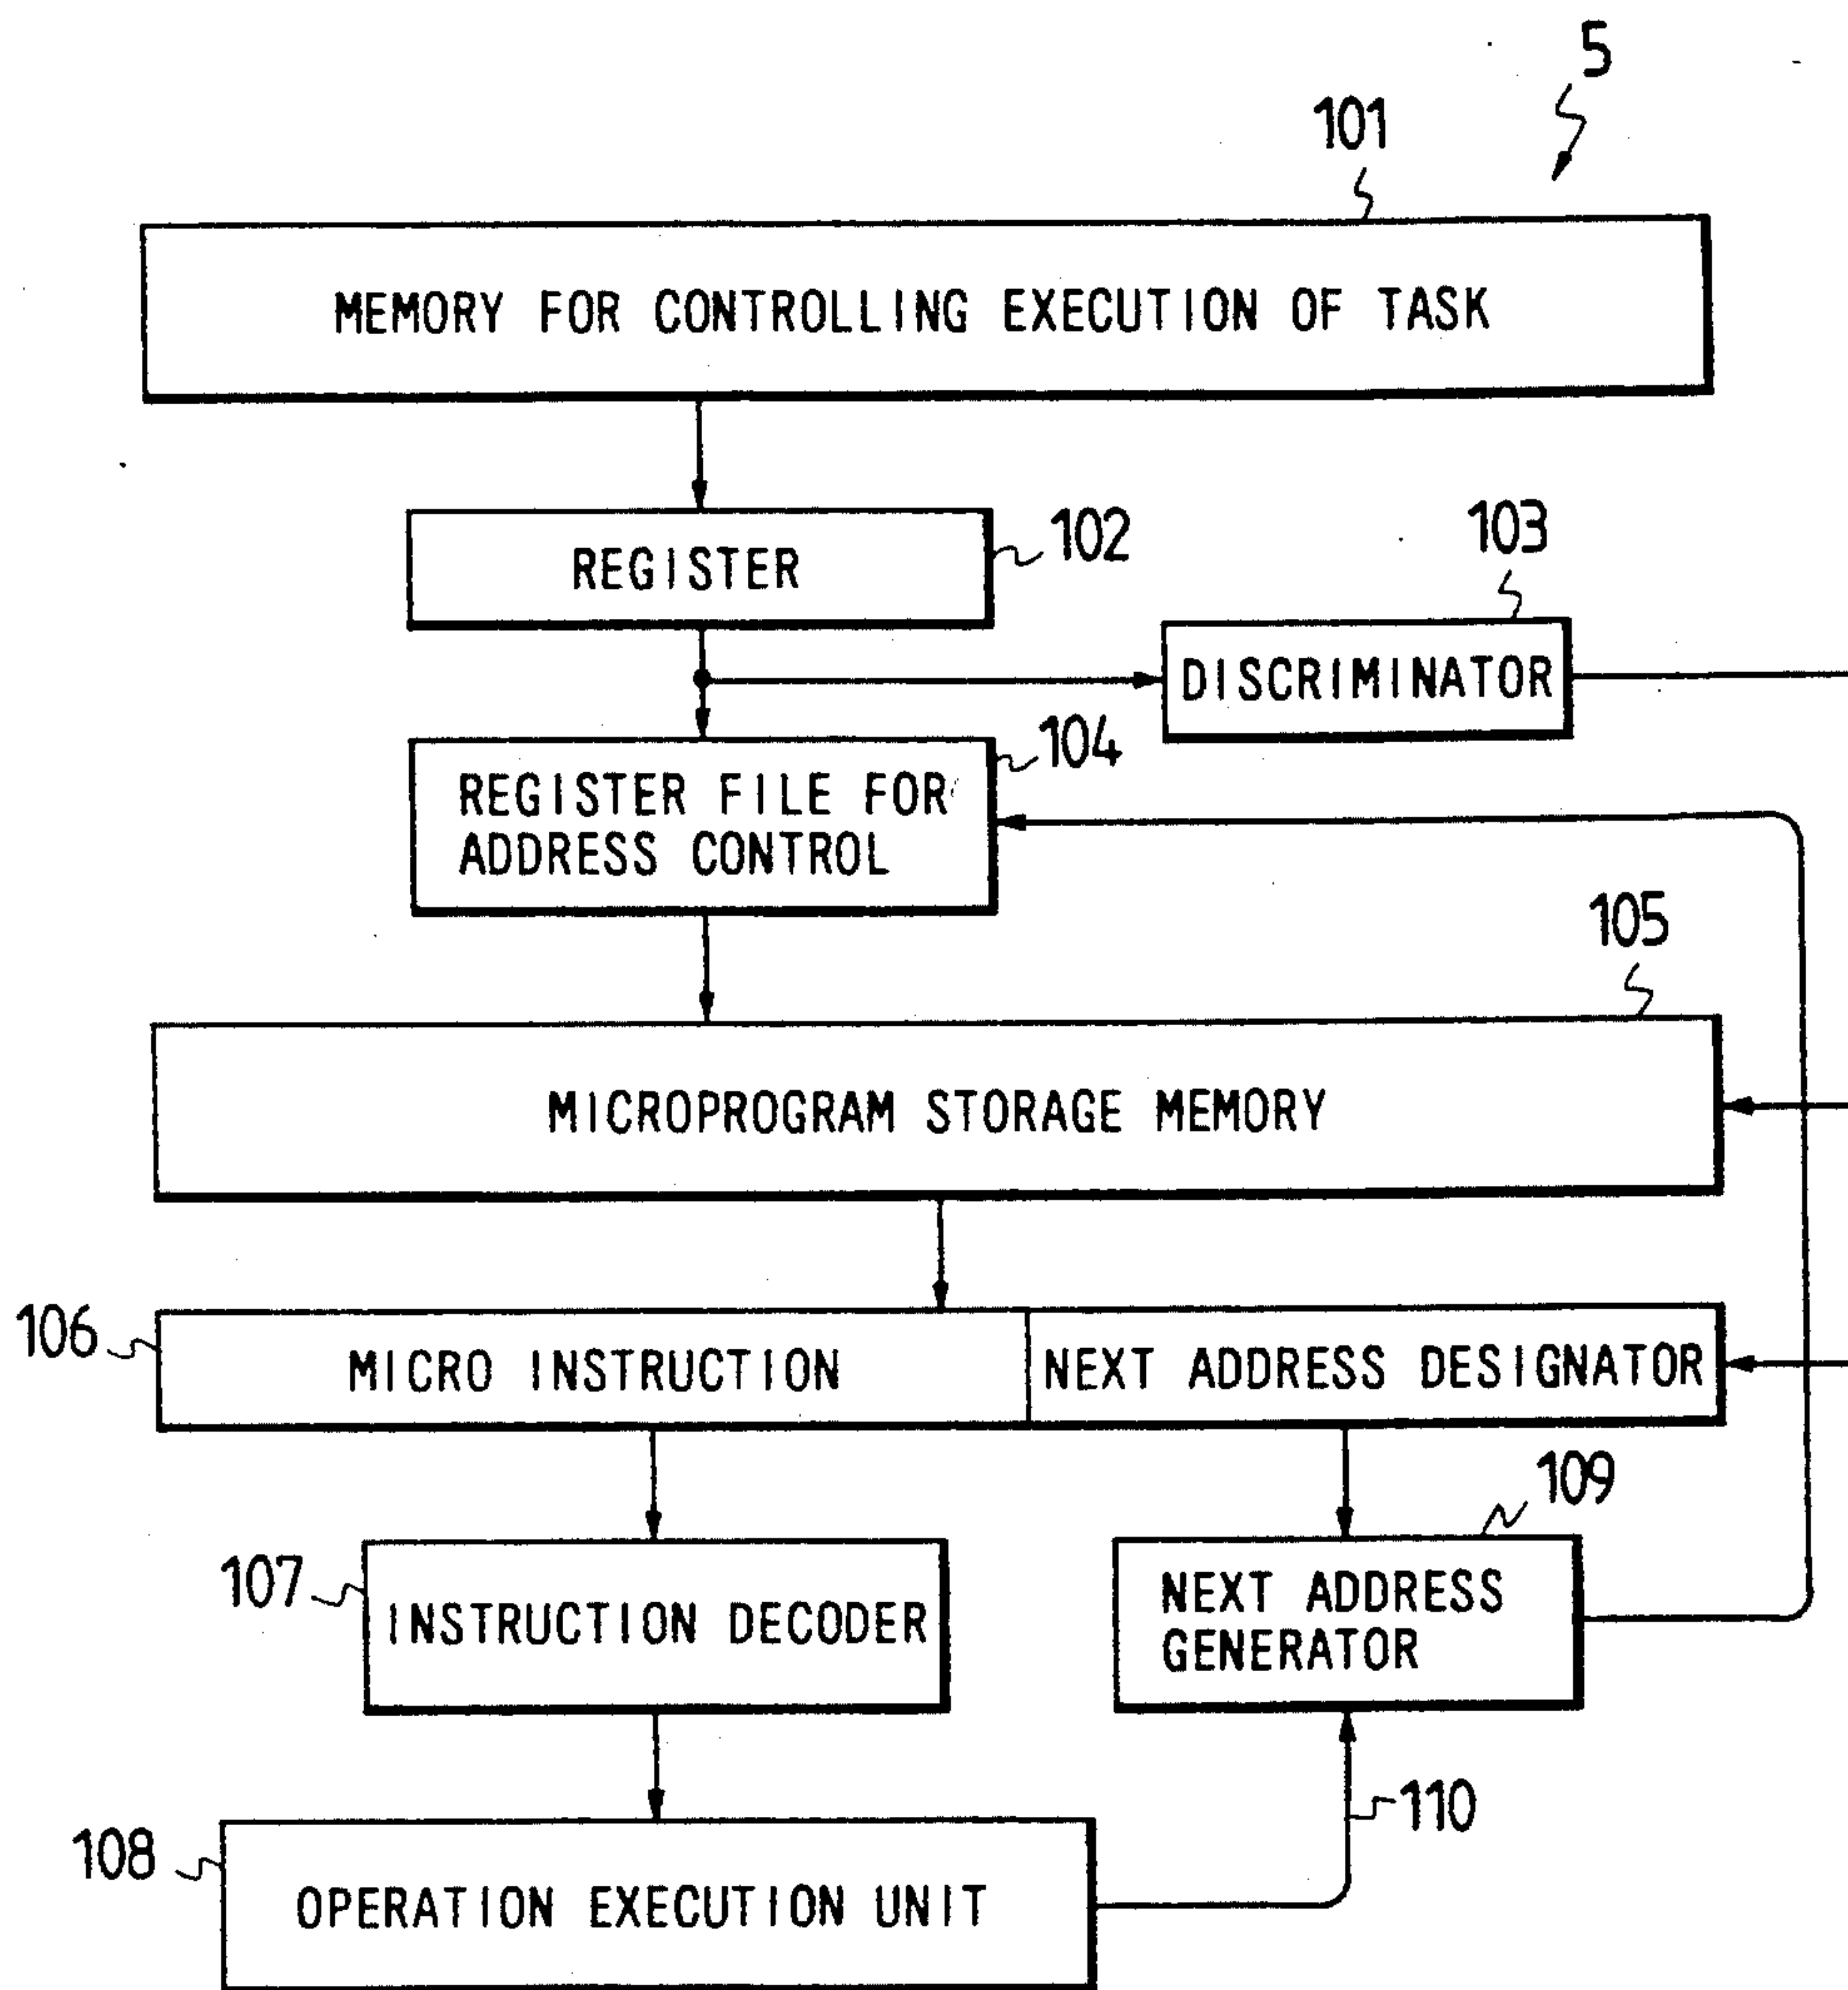 5
101
MEMORY FOR CONTROLLING EXECUTION OF TASK
REGISTER
102
103
DISCRIMINATOR
104
REGISTER FILE FOR
ADDRESS CONTROL
105
MICROPROGRAM STORAGE MEMORY
106
MICRO INSTRUCTION
NEXT ADDRESS DESIGNATOR
109
107
INSTRUCTION DECODER
NEXT ADDRESS
GENERATOR
110
108
OPERATION EXECUTION UNIT